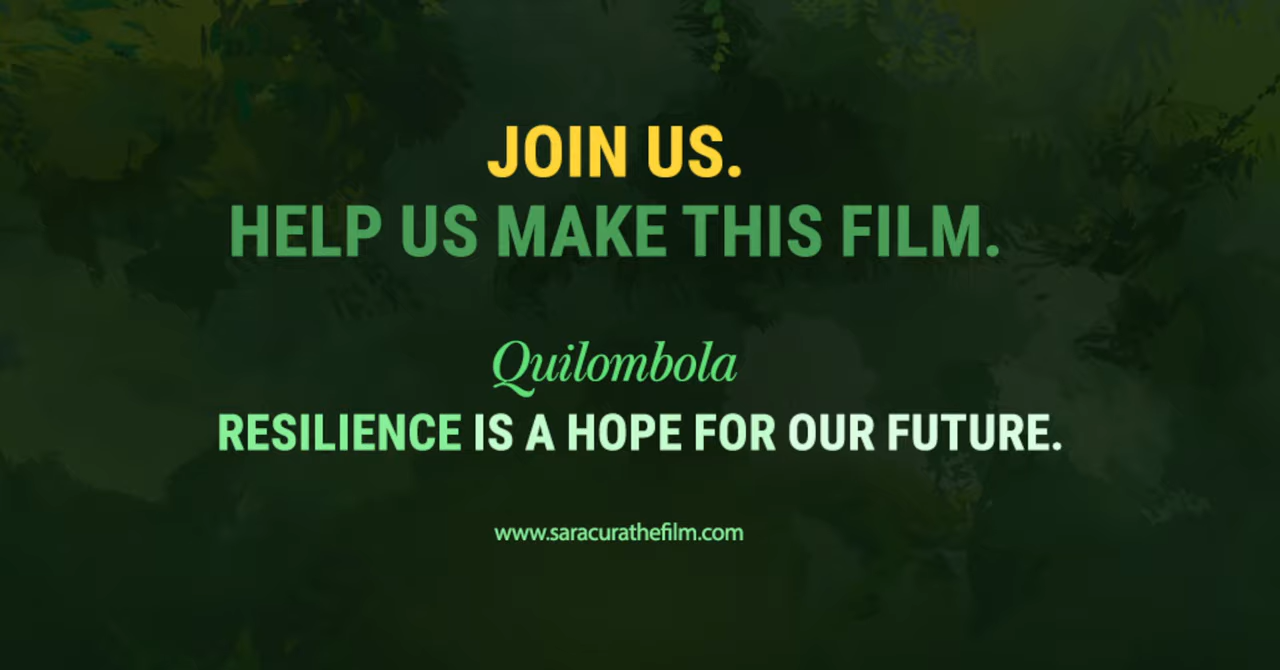 JOIN US.
HELP US MAKE THIS FILM.
Quilombola
RESILIENCE IS A HOPE FOR OUR FUTURE.
www.saracurathefilm.com